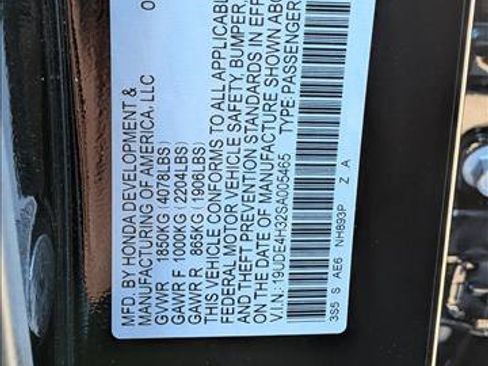 MFD. BY HONDA DEVELOPMENT &
MANUFACTURING OF AMERICA, LLC
GVWR 1850KG (4078LBS)
GAWR F 1000KG (2204LBS)
GAWR R 865KG (1906LBS)
THIS VEHICLE CONFORMS TO ALL APPLICABLE
FEDERAL MOTOR VEHICLE SAFETY, BUMPER,
AND THEFT PREVENTION STANDARDS IN EFF
ON THE DATE OF MANUFACTURE SHOWN ABO
V.I.N.: 19UDE4H32SA005465 TYPE:PASSENGER
3S5 S AE6 NH893P Z A